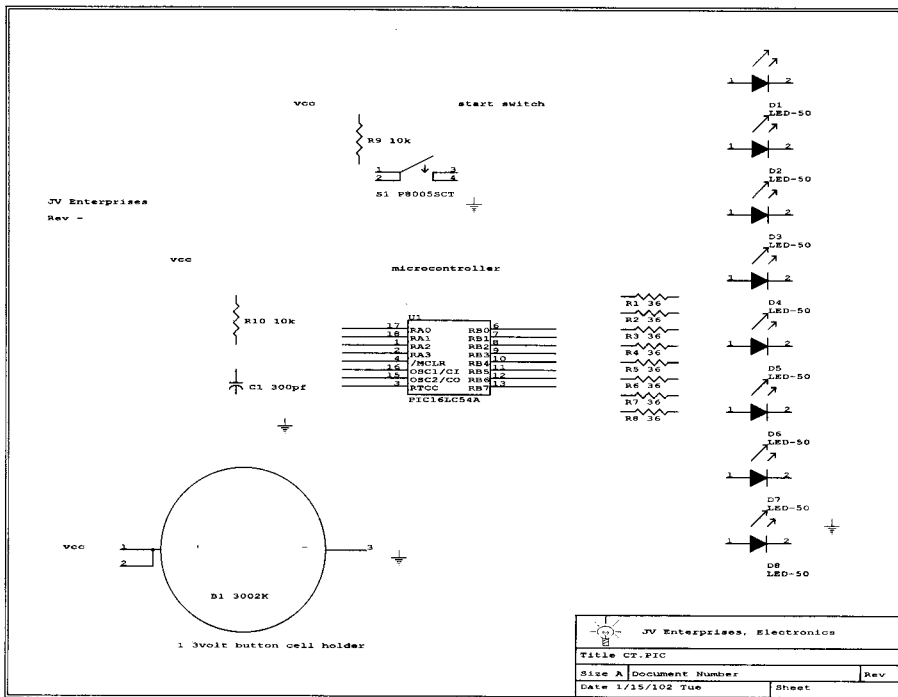 vcc
start switch
R9 10k
1 3
2 4
S1 P8005SCT
JV Enterprises
Rev -
vcc
microcontroller
R10 10k
C1 300pf
U1
17 RA0 RB0 6
18 RA1 RB1 7
1 RA2 RB2 8
2 RA3 RB3 9
4 /MCLR RB4 10
16 OSC1/CI RB5 11
15 OSC2/CO RB6 12
3 RTCC RB7 13
PIC16LC54A
R1 36
R2 36
R3 36
R4 36
R5 36
R6 36
R7 36
R8 36
1 2
D1
LED-50
1 2
D2
LED-50
1 2
D3
LED-50
1 2
D4
LED-50
1 2
D5
LED-50
1 2
D6
LED-50
1 2
D7
LED-50
1 2
D8
LED-50
vcc
1 - 3
2
B1 3002K
1 3volt button cell holder
JV Enterprises, Electronics
Title CT.PIC
Size A Document Number Rev
Date 1/15/102 Tue Sheet